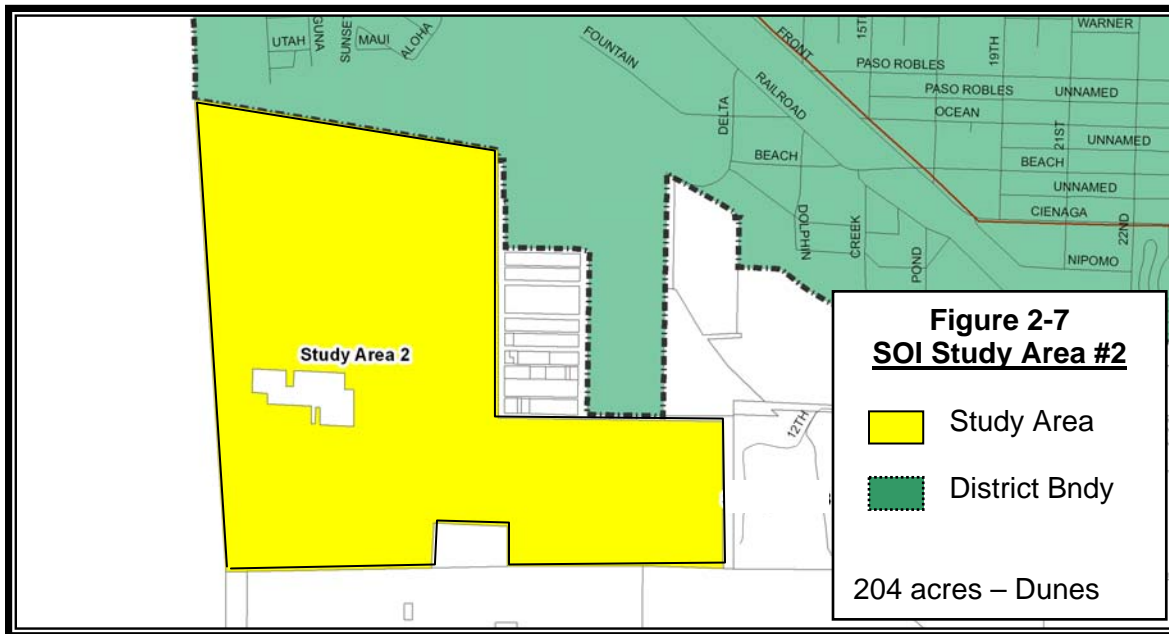 UTAH
GUNA
SUNSE
MAUI
ALOHA
FOUNTAIN
DELTA
RAILROAD
FRONT
15TH
19TH
WARNER
PASO ROBLES
PASO ROBLES
UNNAMED
OCEAN
21ST
UNNAMED
BEACH
BEACH
UNNAMED
CIENAGA
22ND
DOLPHIN
CREEK
POND
NIPOMO
Study Area 2
12TH
Figure 2-7
SOI Study Area #2
Study Area
District Bndy
204 acres – Dunes